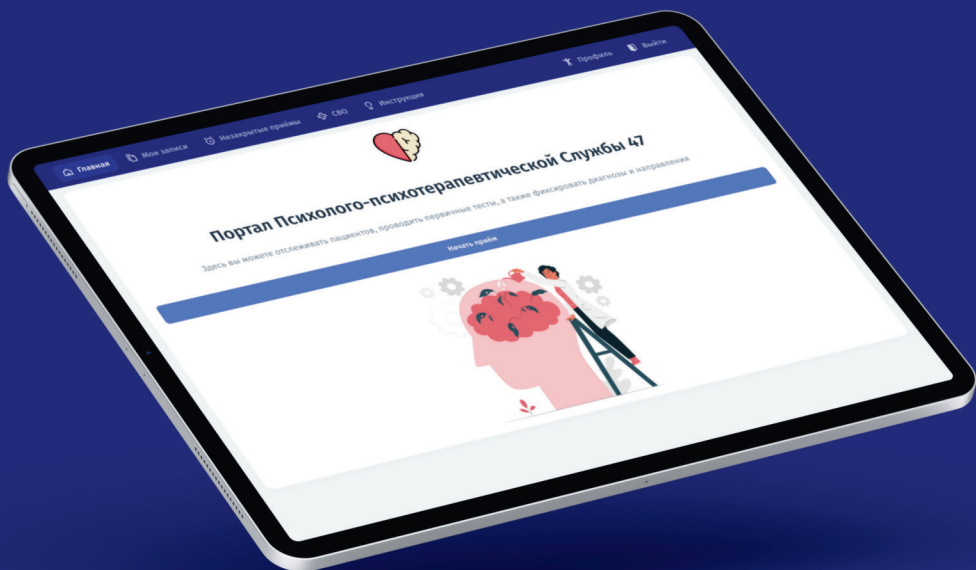 Главная
Мои записи
Незакрытые приёмы
СВО
Инструкция
Профиль
Выйти
Портал Психолого-психотерапевтической Службы 47
Здесь вы можете отслеживать пациентов, проводить первичные тесты, а также фиксировать диагнозы и направления
Начать приём